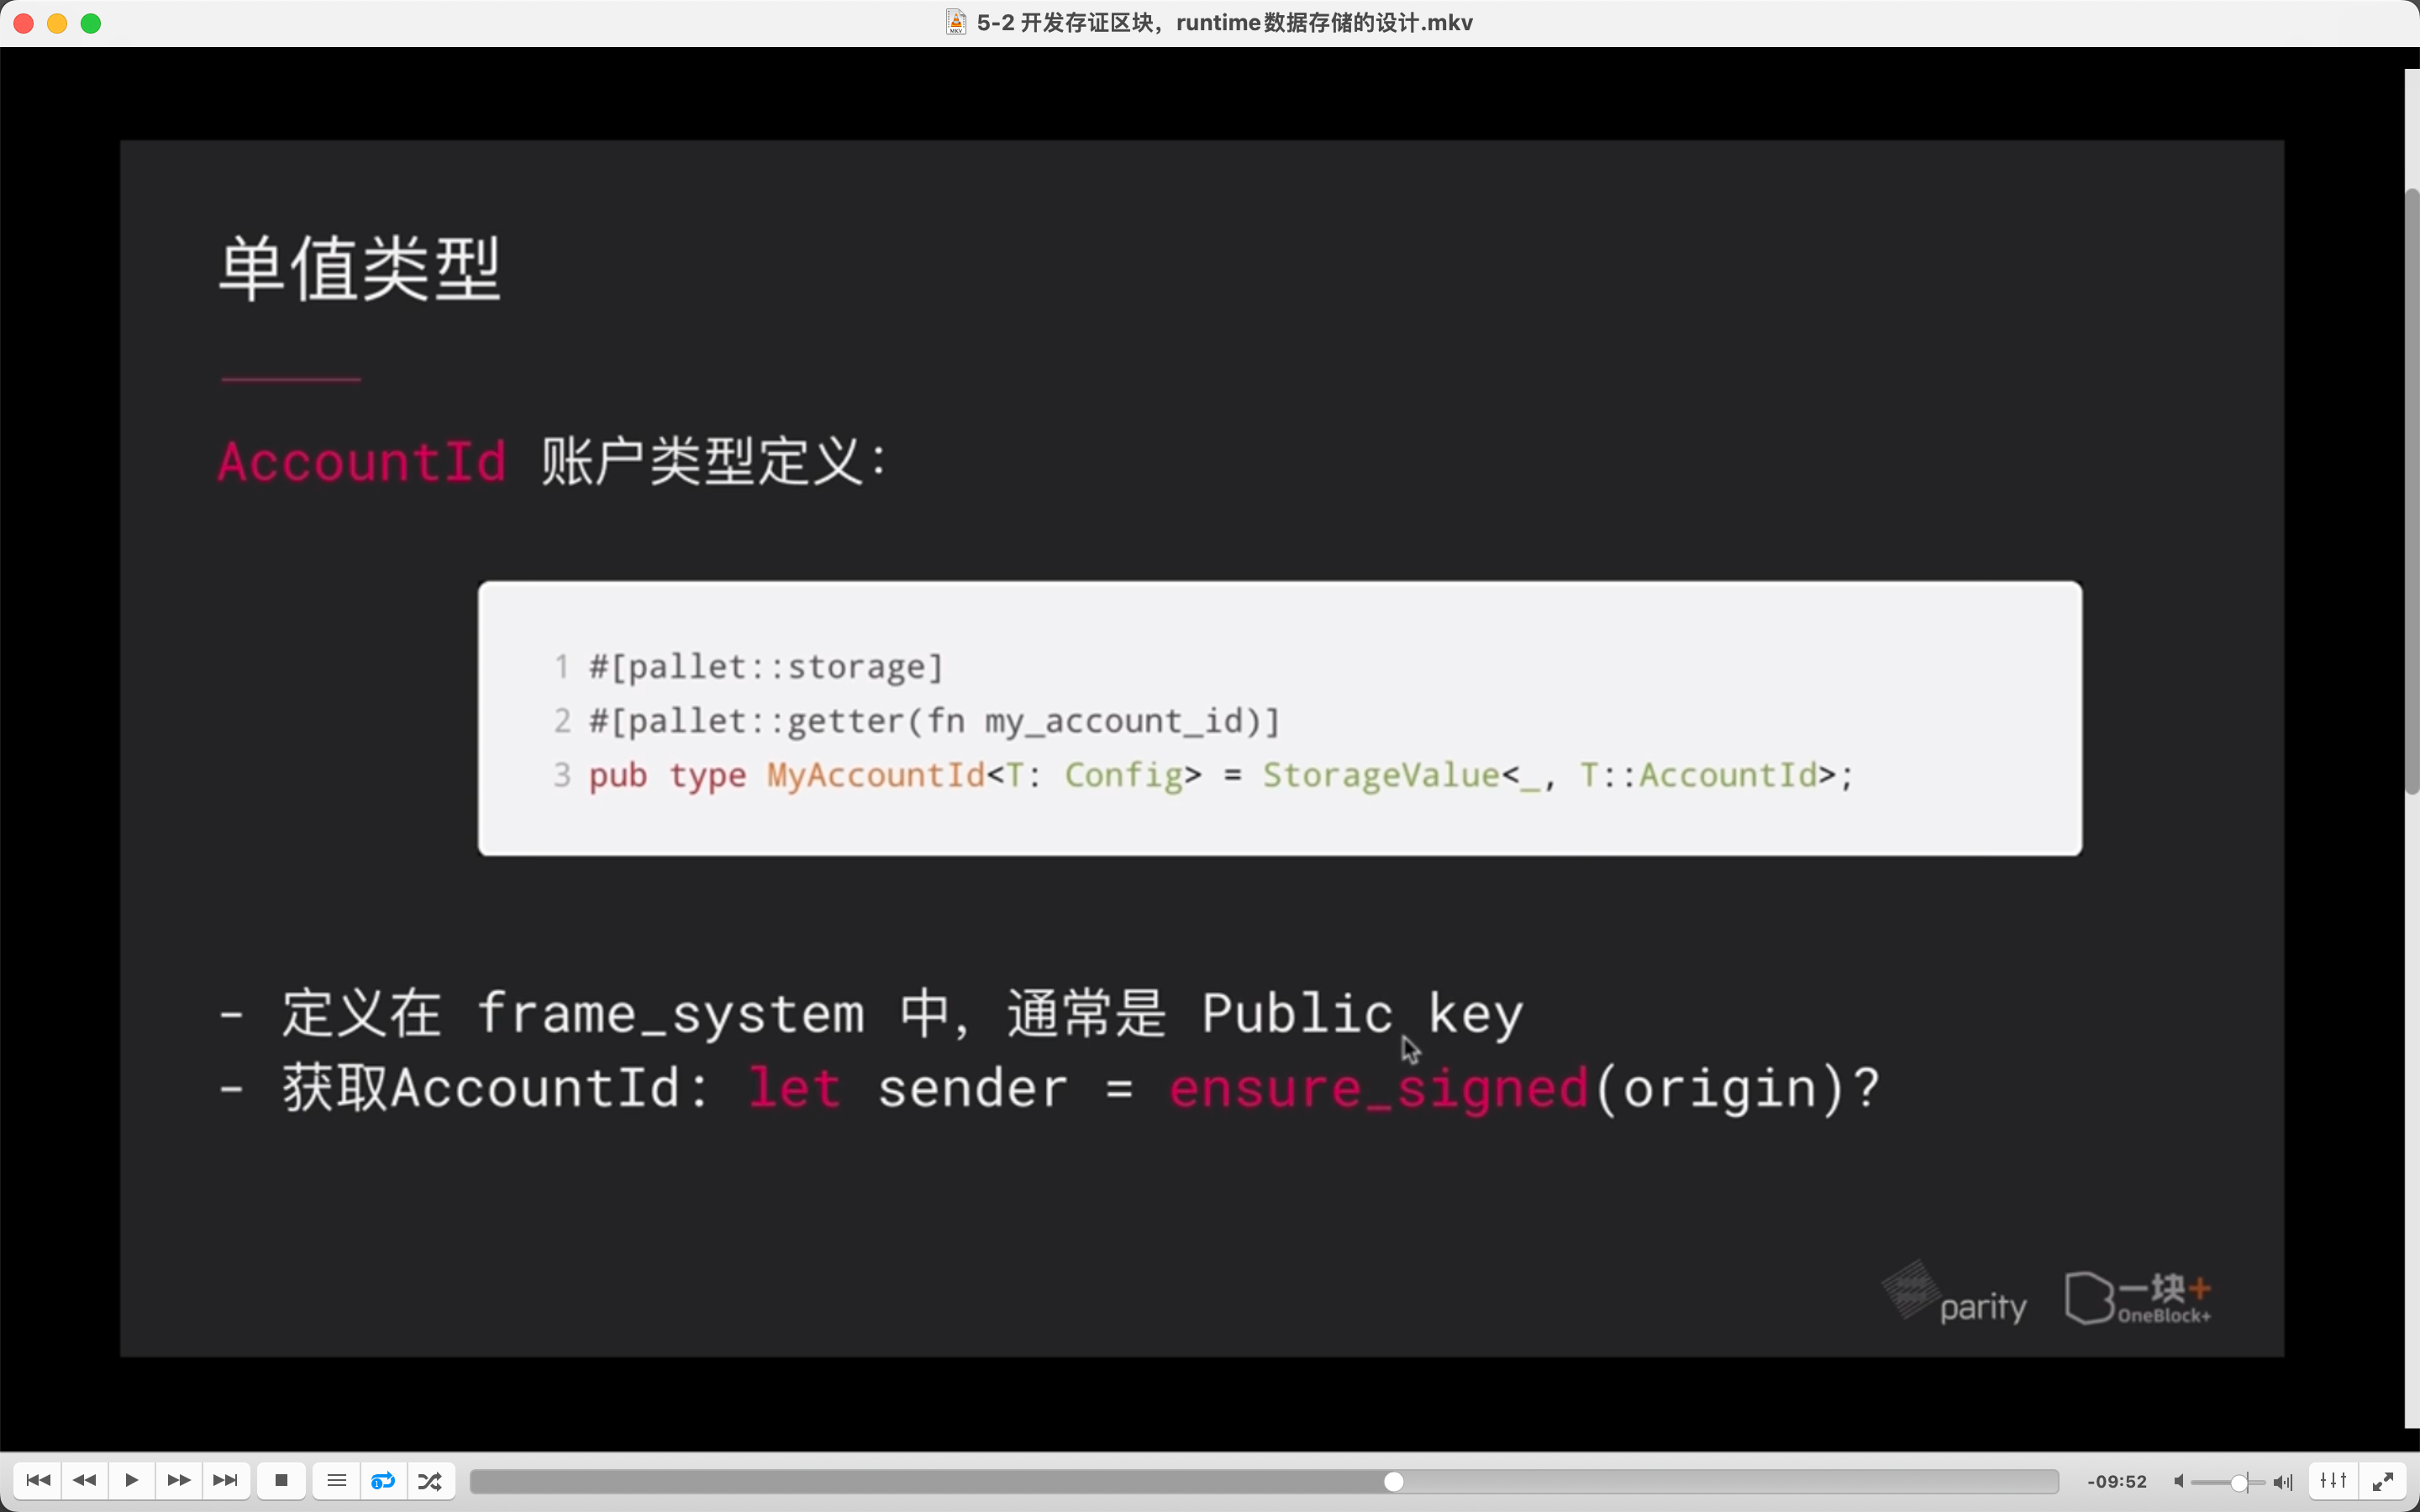 5-2 开发存证区块，runtime数据存储的设计.mkv
单值类型
AccountId 账户类型定义：
1 #[pallet::storage]
2 #[pallet::getter(fn my_account_id)]
3 pub type MyAccountId<T: Config> = StorageValue<_, T::AccountId>;
- 定义在 frame_system 中，通常是 Public key
- 获取AccountId: let sender = ensure_signed(origin)?
parity
一块+
OneBlock+
-09:52